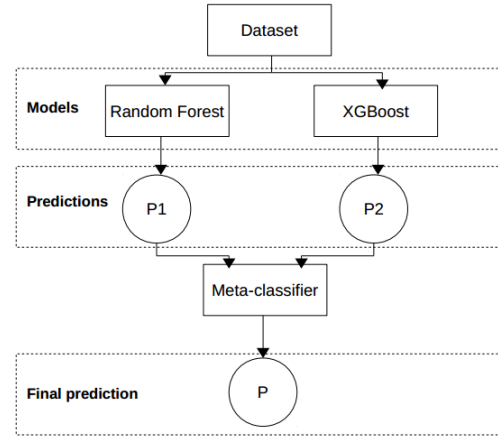 Dataset
Models
Random Forest
XGBoost
Predictions
P1
P2
Meta-classifier
Final prediction
P